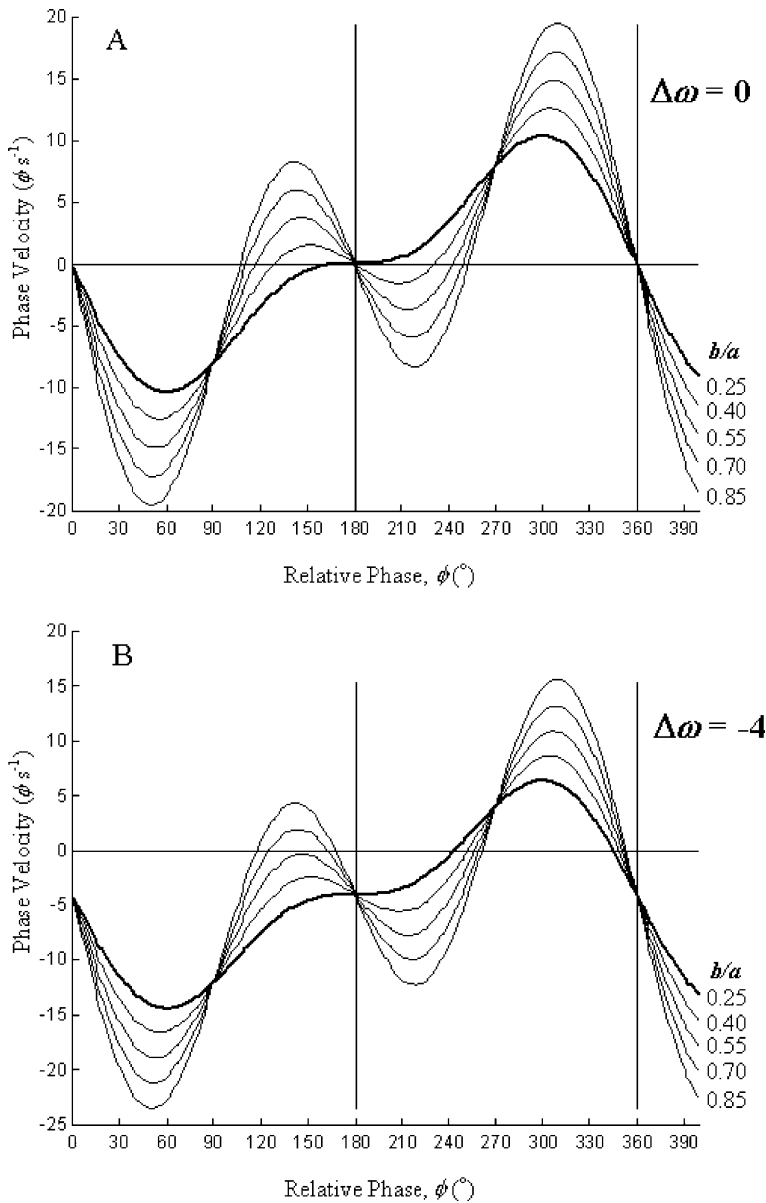 A
Δω = 0
Phase Velocity (ϕ s⁻¹)
20
15
10
5
0
-5
-10
-15
-20
b/a
0.25
0.40
0.55
0.70
0.85
0 30 60 90 120 150 180 210 240 270 300 330 360 390
Relative Phase, ϕ (°)
B
Δω = -4
Phase Velocity (ϕ s⁻¹)
20
15
10
5
0
-5
-10
-15
-20
-25
b/a
0.25
0.40
0.55
0.70
0.85
0 30 60 90 120 150 180 210 240 270 300 330 360 390
Relative Phase, ϕ (°)